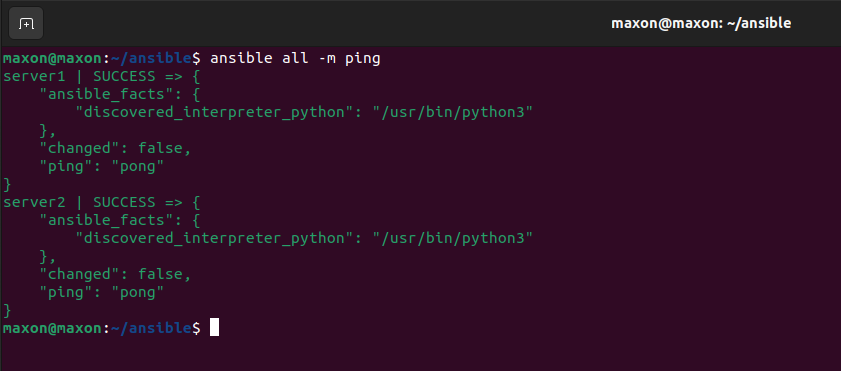 maxon@maxon: ~/ansible
maxon@maxon:~/ansible$ ansible all -m ping
server1 | SUCCESS => {
    "ansible_facts": {
        "discovered_interpreter_python": "/usr/bin/python3"
    },
    "changed": false,
    "ping": "pong"
}
server2 | SUCCESS => {
    "ansible_facts": {
        "discovered_interpreter_python": "/usr/bin/python3"
    },
    "changed": false,
    "ping": "pong"
}
maxon@maxon:~/ansible$